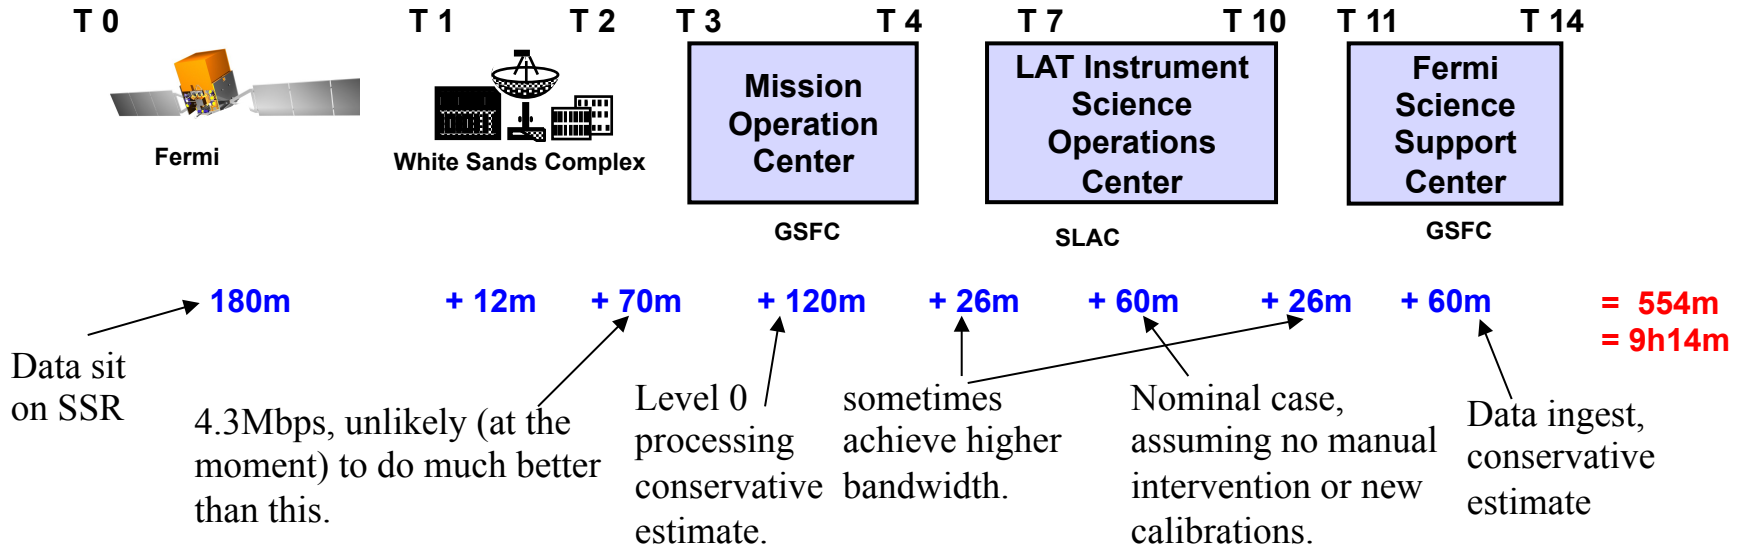 T 0 T 1 T 2 T 3 T 4 T 7 T 10 T 11 T 14
Fermi
White Sands Complex
Mission
Operation
Center
GSFC
LAT Instrument
Science
Operations
Center
SLAC
Fermi
Science
Support
Center
GSFC
180m + 12m + 70m + 120m + 26m + 60m + 26m + 60m = 554m
= 9h14m
Data sit
on SSR
4.3Mbps, unlikely (at the
moment) to do much better
than this.
Level 0
processing
conservative
estimate.
sometimes
achieve higher
bandwidth.
Nominal case,
assuming no manual
intervention or new
calibrations.
Data ingest,
conservative
estimate